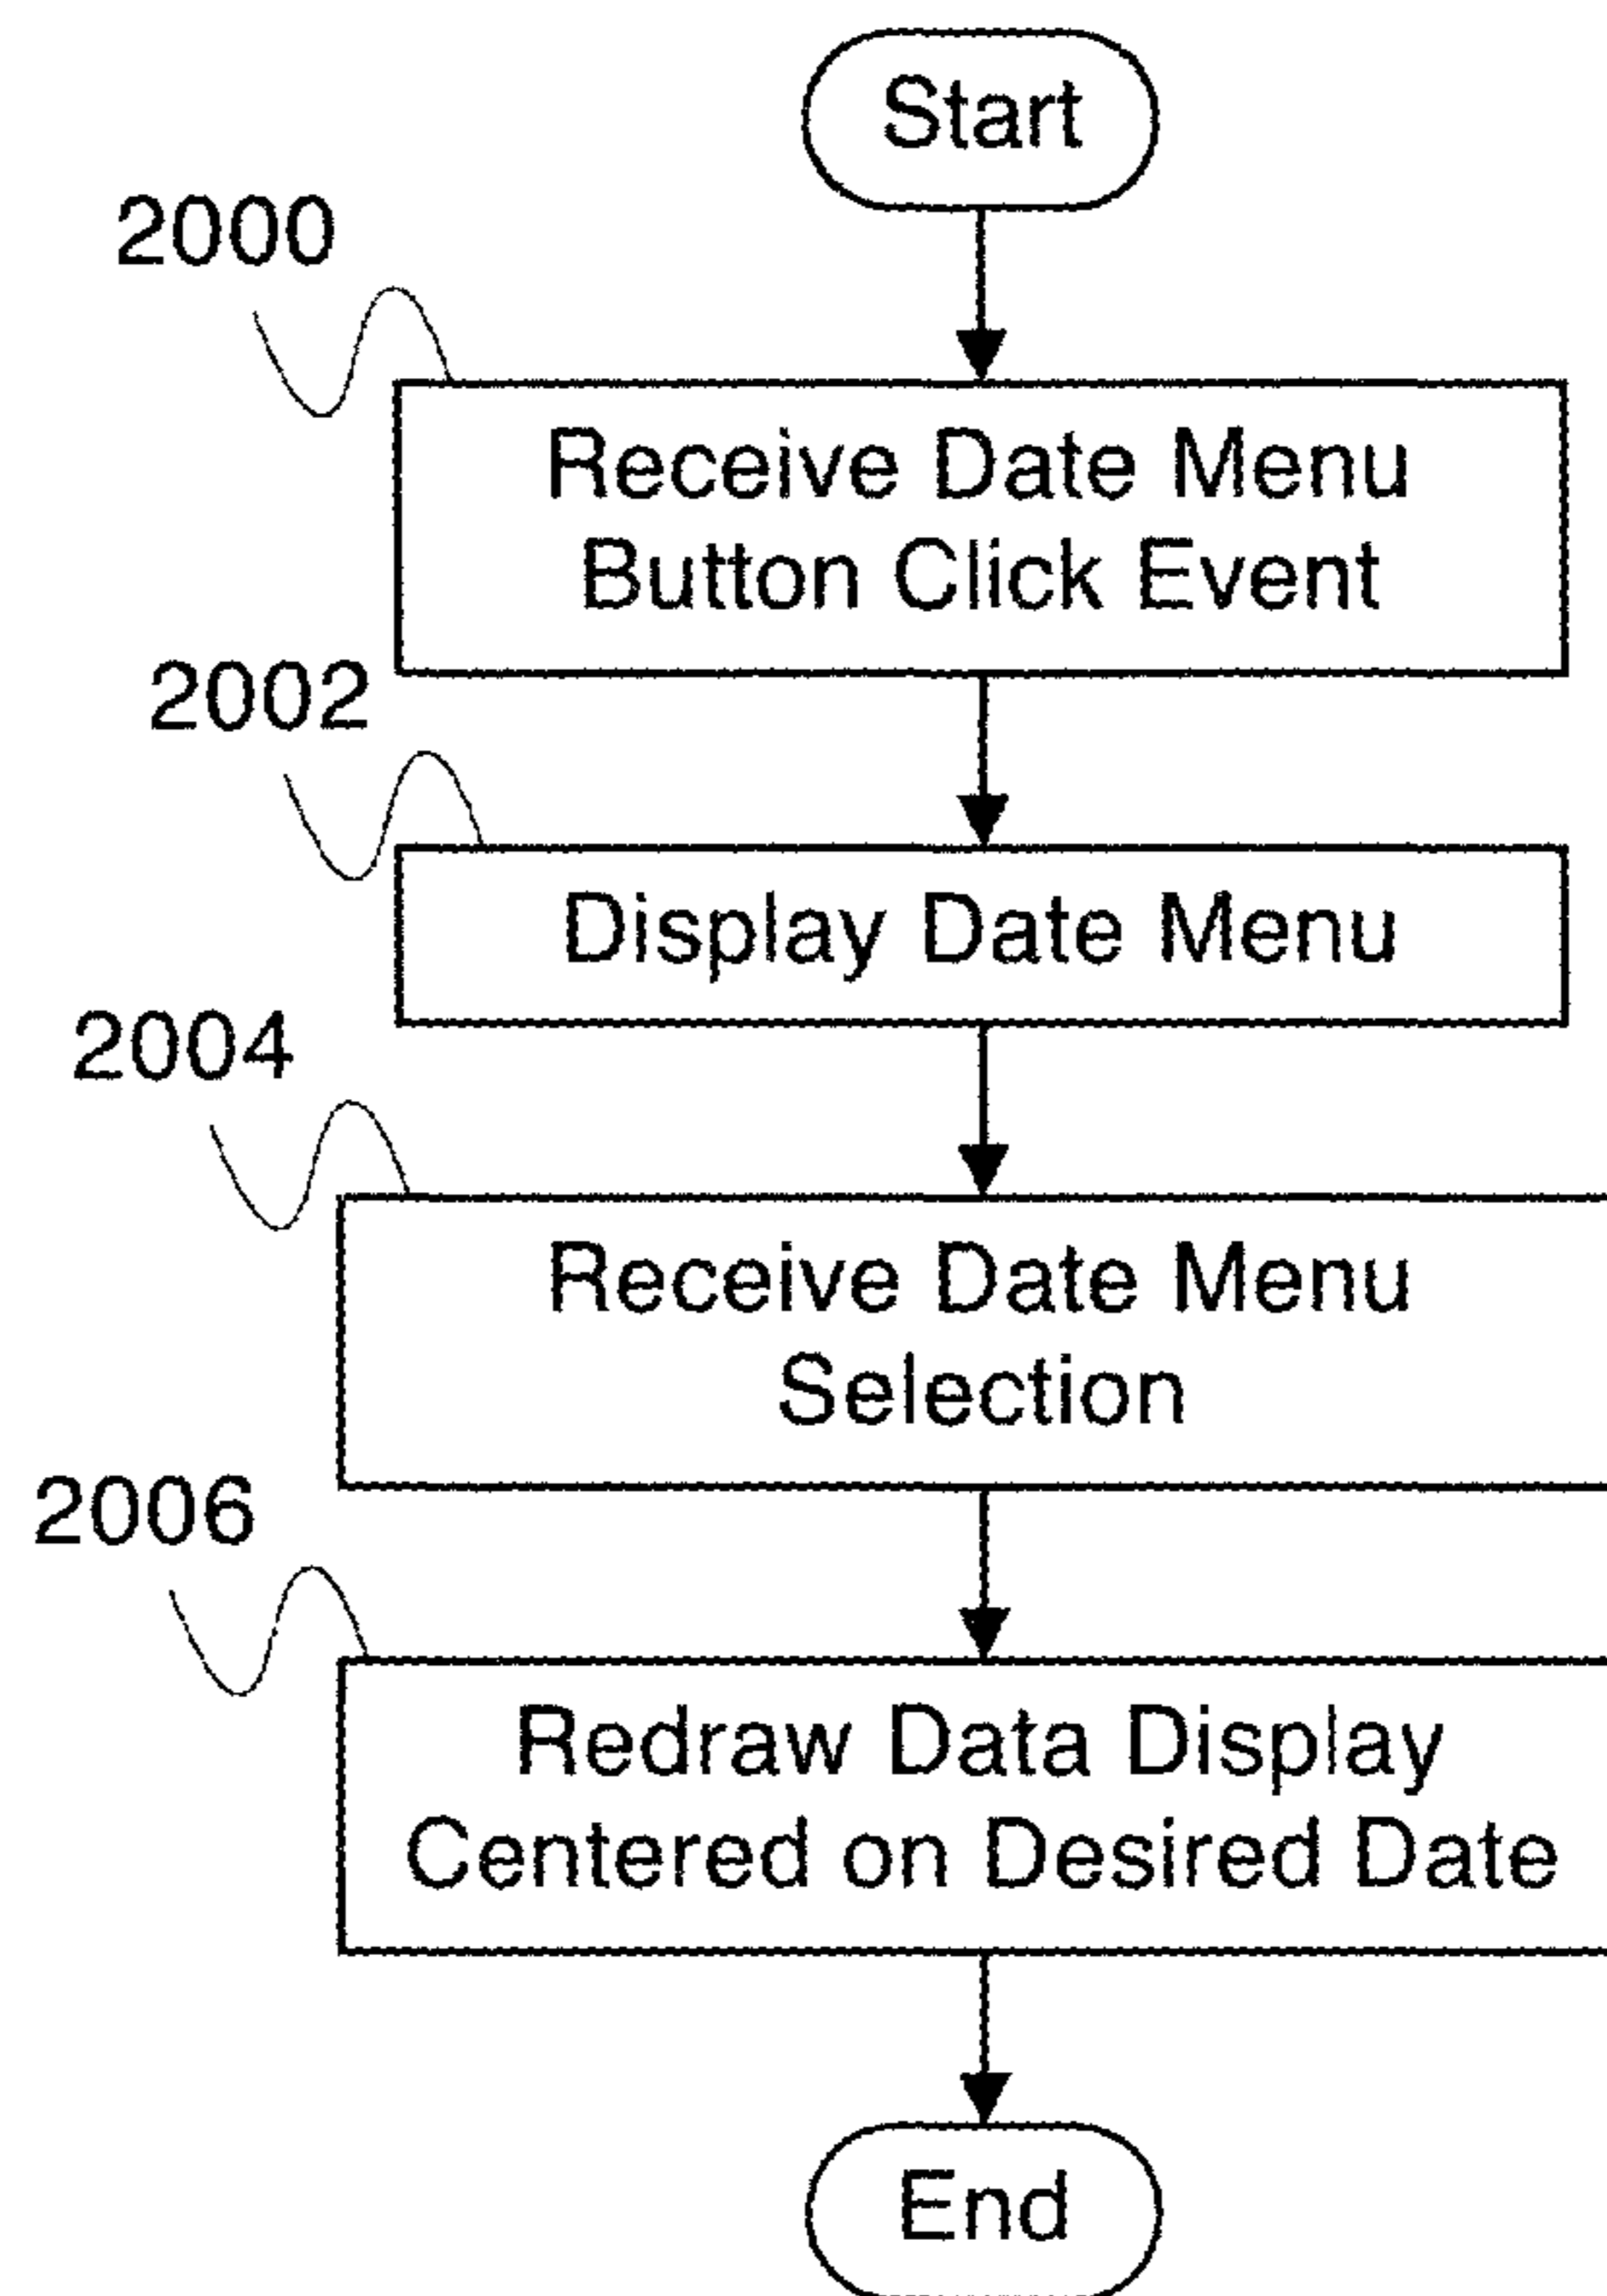 Start
2000
Receive Date Menu
Button Click Event
2002
Display Date Menu
2004
Receive Date Menu
Selection
2006
Redraw Data Display
Centered on Desired Date
End